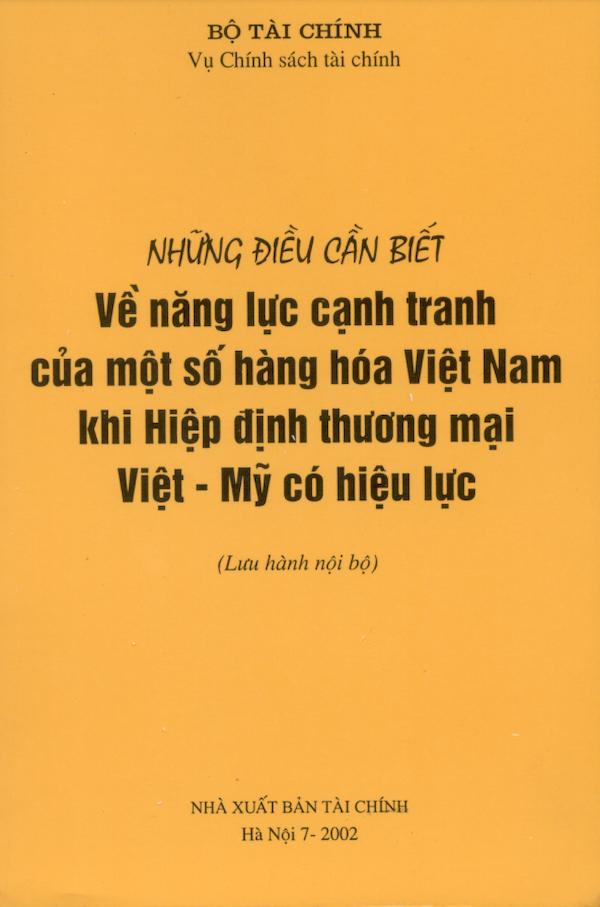 BỘ TÀI CHÍNH
Vụ Chính sách tài chính
NHỮNG ĐIỀU CẦN BIẾT
Về năng lực cạnh tranh
của một số hàng hóa Việt Nam
khi Hiệp định thương mại
Việt - Mỹ có hiệu lực
(Lưu hành nội bộ)
NHÀ XUẤT BẢN TÀI CHÍNH
Hà Nội 7- 2002